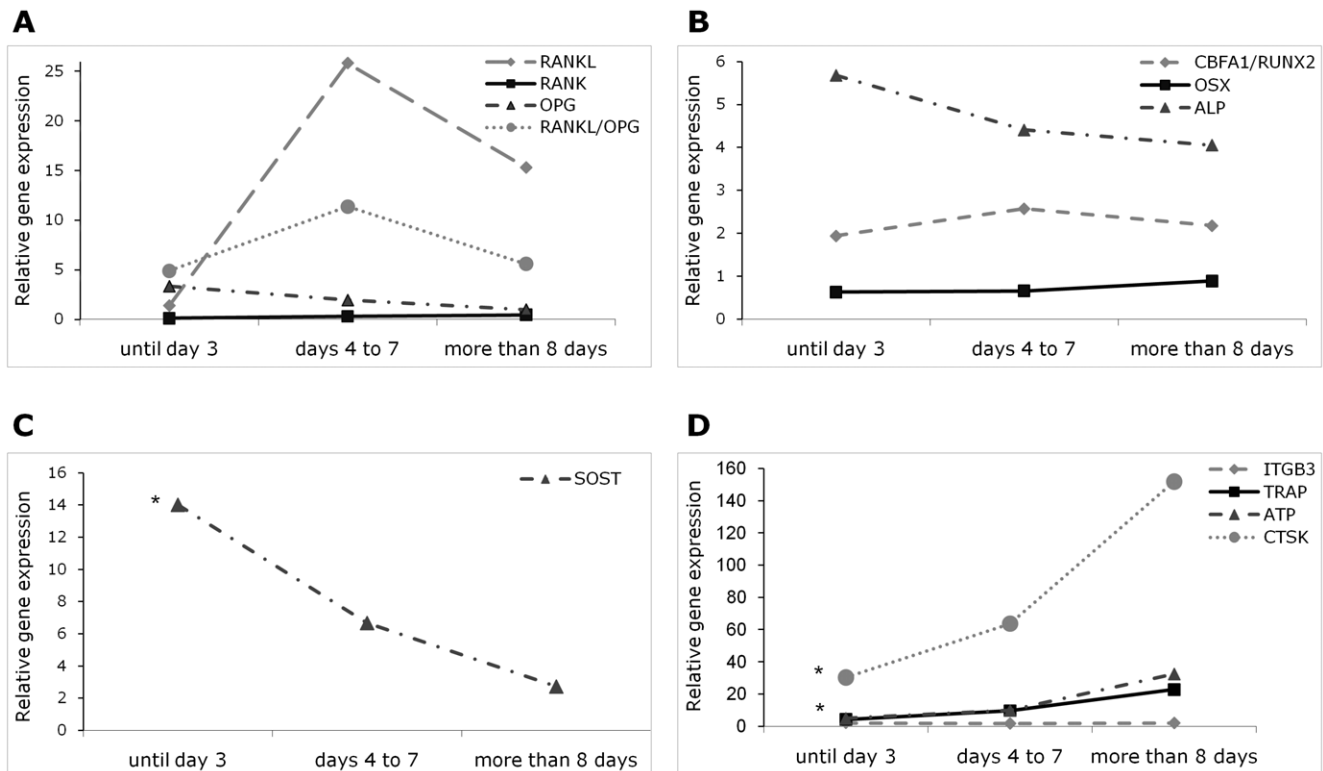 A
Relative gene expression
25
20
15
10
5
0
RANKL
RANK
OPG
RANKL/OPG
until day 3 days 4 to 7 more than 8 days
B
Relative gene expression
6
5
4
3
2
1
0
CBFA1/RUNX2
OSX
ALP
until day 3 days 4 to 7 more than 8 days
C
Relative gene expression
16
14
12
10
8
6
4
2
0
*
SOST
until day 3 days 4 to 7 more than 8 days
D
Relative gene expression
160
140
120
100
80
60
40
20
0
*
*
ITGB3
TRAP
ATP
CTSK
until day 3 days 4 to 7 more than 8 days